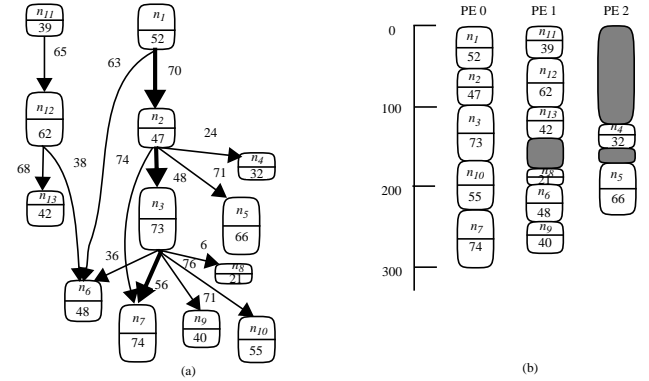 n11
39
n1
52
65
63
70
n12
62
n2
47
24
n4
32
68
38
74
48
71
n13
42
n3
73
n5
66
36
6
76
n8
21
n6
48
56
71
n7
74
n9
40
n10
55
(a)
PE 0
PE 1
PE 2
0
100
200
300
n1
52
n2
47
n3
73
n10
55
n7
74
n11
39
n12
62
n13
42
n8
21
n6
48
n9
40
n4
32
n5
66
(b)